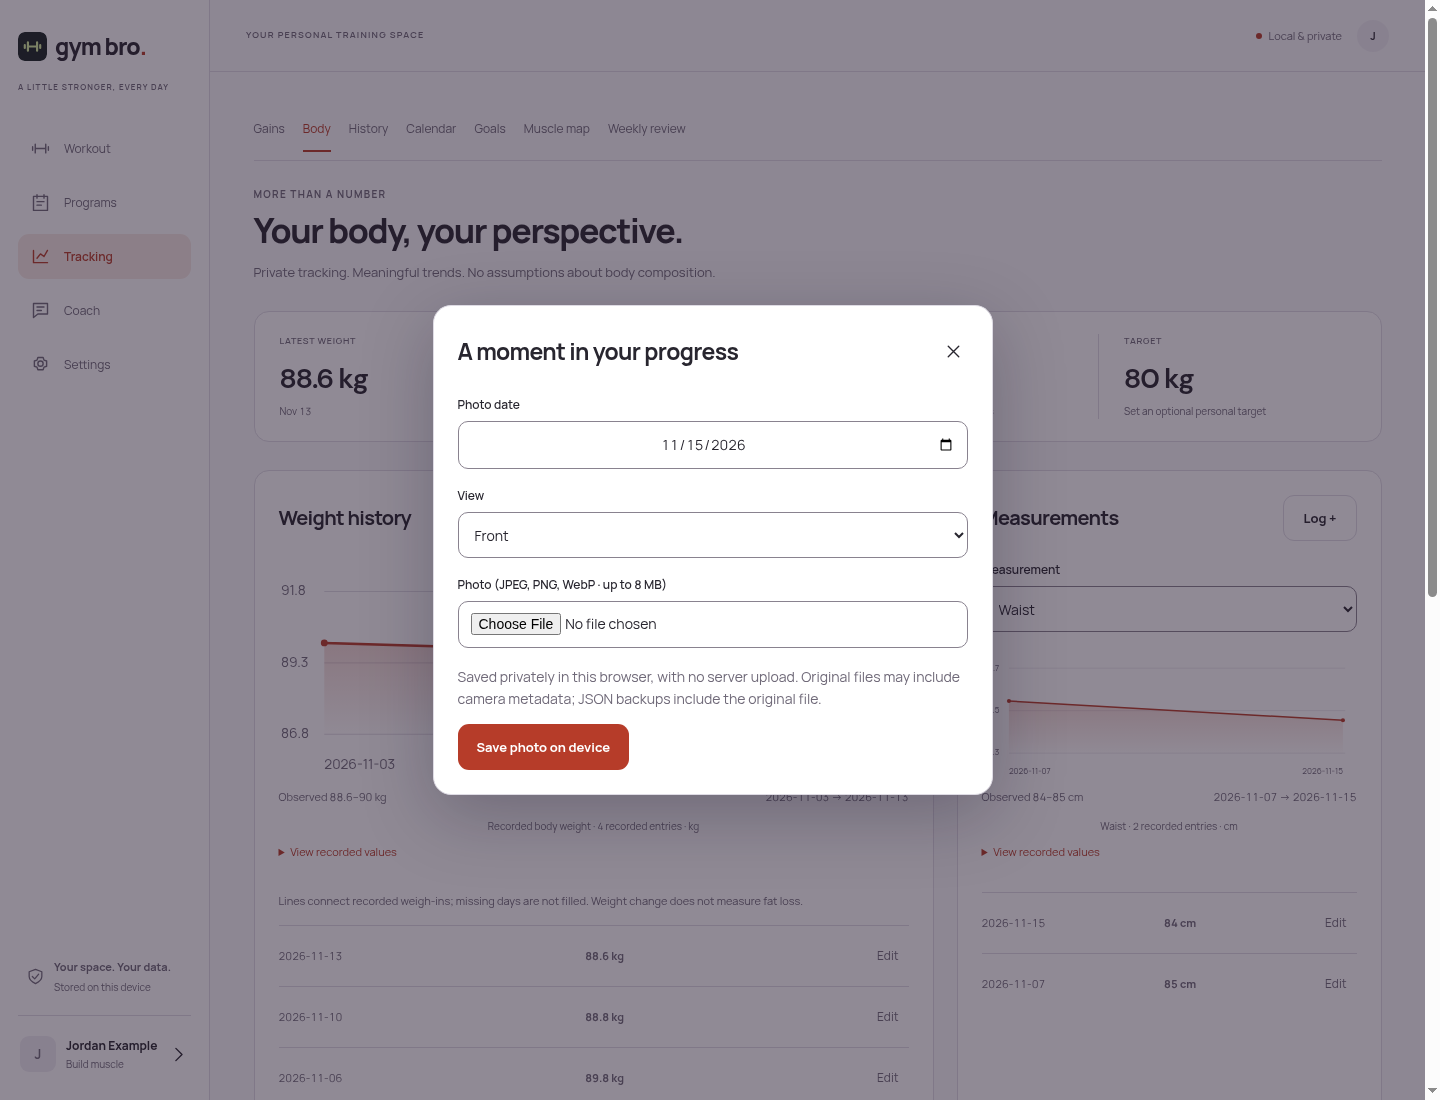 gym bro.
A LITTLE STRONGER, EVERY DAY
Workout
Programs
Tracking
Coach
Settings
Your space. Your data.
Stored on this device
J
Jordan Example
Build muscle
YOUR PERSONAL TRAINING SPACE
Local & private
J
Gains
Body
History
Calendar
Goals
Muscle map
Weekly review
MORE THAN A NUMBER
Your body, your perspective.
Private tracking. Meaningful trends. No assumptions about body composition.
LATEST WEIGHT
88.6 kg
Nov 13
TARGET
80 kg
Set an optional personal target
A moment in your progress
Photo date
11/15/2026
View
Front
Photo (JPEG, PNG, WebP · up to 8 MB)
Choose File No file chosen
Saved privately in this browser, with no server upload. Original files may include
camera metadata; JSON backups include the original file.
Save photo on device
Weight history
91.8
89.3
86.8
2026-11-03
Observed 88.6–90 kg
2026-11-03 → 2026-11-13
Recorded body weight · 4 recorded entries · kg
View recorded values
Lines connect recorded weigh-ins; missing days are not filled. Weight change does not measure fat loss.
2026-11-13 88.6 kg Edit
2026-11-10 88.8 kg Edit
2026-11-06 89.8 kg Edit
Measurements
Log +
easurement
Waist
2026-11-07
2026-11-15
Observed 84–85 cm
2026-11-07 → 2026-11-15
Waist · 2 recorded entries · cm
View recorded values
2026-11-15 84 cm Edit
2026-11-07 85 cm Edit